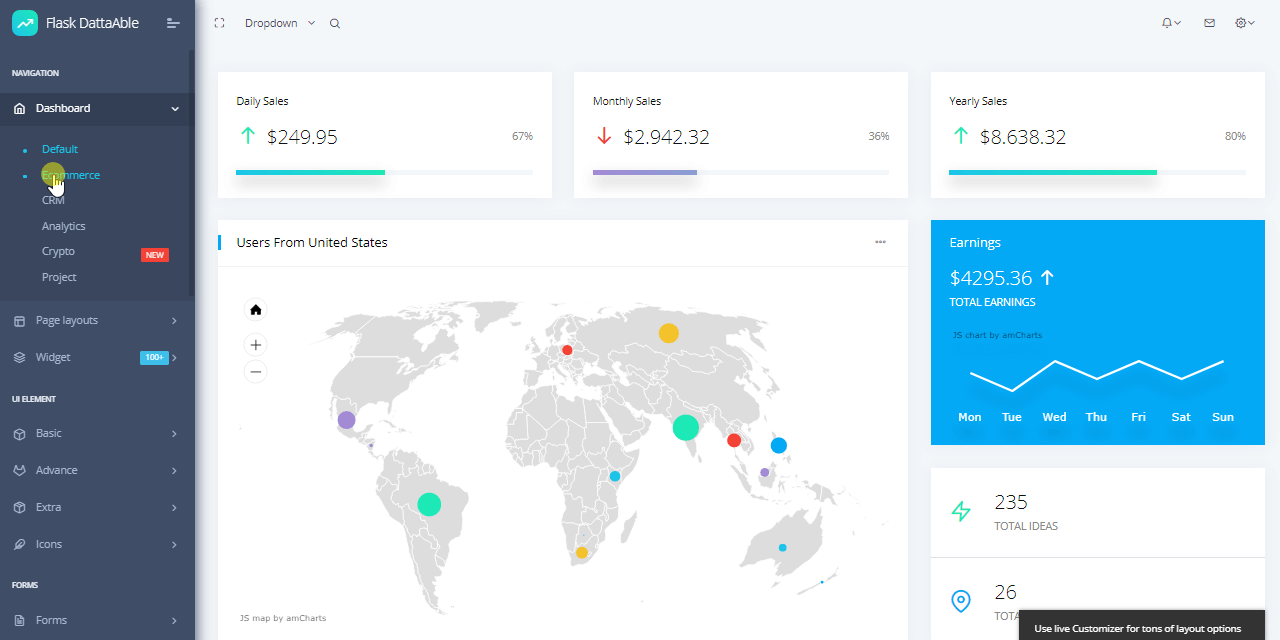 Flask DattaAble
NAVIGATION
Dashboard
Default
Ecommerce
CRM
Analytics
Crypto
NEW
Project
Page layouts
Widget
100+
UI ELEMENT
Basic
Advance
Extra
Icons
FORMS
Forms
Dropdown
Daily Sales
$249.95
67%
Monthly Sales
$2.942.32
36%
Yearly Sales
$8.638.32
80%
Users From United States
JS map by amCharts
Earnings
$4295.36
TOTAL EARNINGS
JS chart by amCharts
Mon Tue Wed Thu Fri Sat Sun
235
TOTAL IDEAS
26
Use live Customizer for tons of layout options